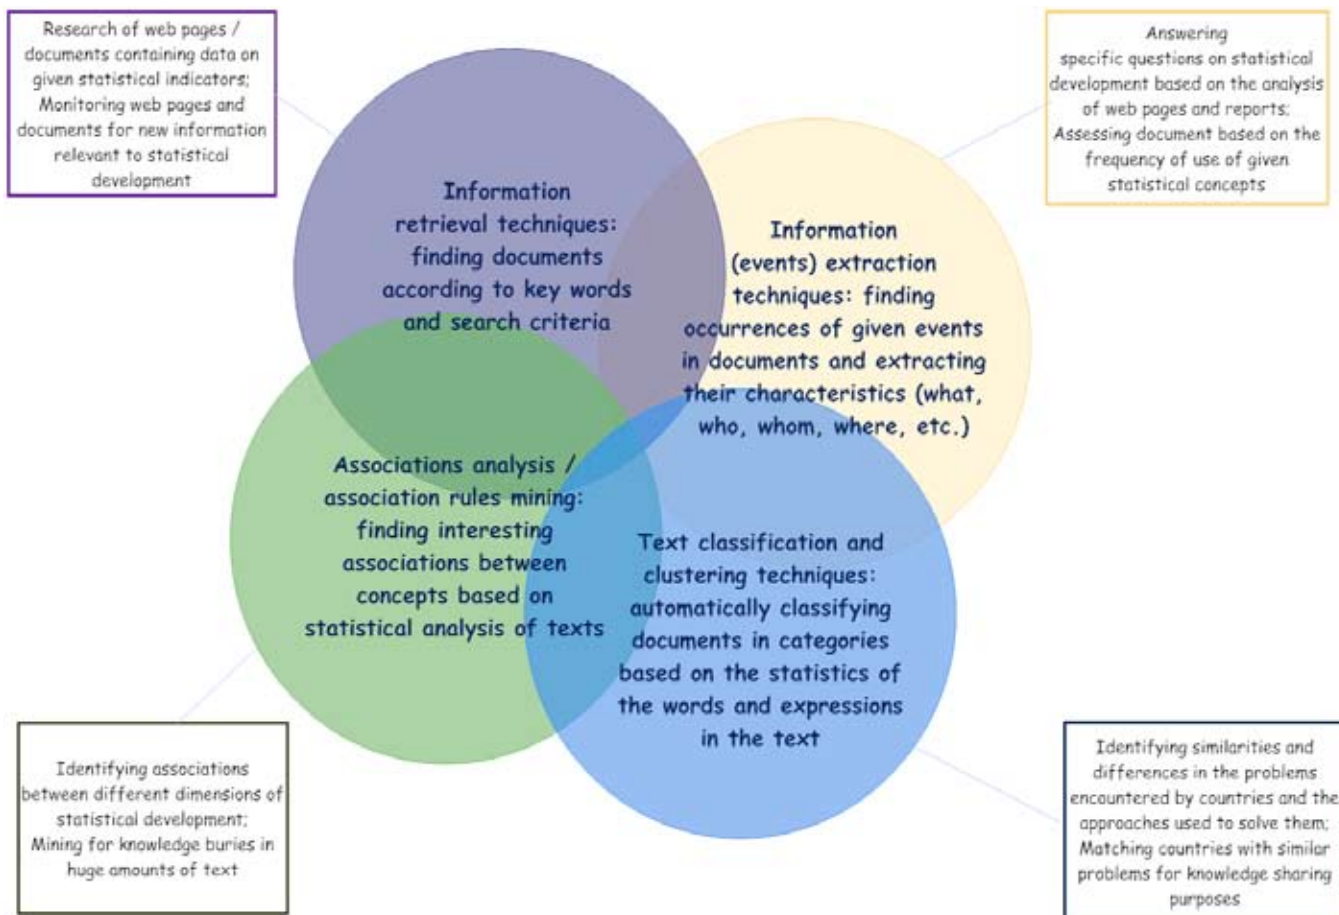 Research of web pages /
documents containing data on
given statistical indicators;
Monitoring web pages and
documents for new information
relevant to statistical
development
Answering
specific questions on statistical
development based on the analysis
of web pages and reports;
Assessing document based on the
frequency of use of given
statistical concepts
Information
retrieval techniques:
finding documents
according to key words
and search criteria
Information
(events) extraction
techniques: finding
occurrences of given events
in documents and extracting
their characteristics (what,
who, whom, where, etc.)
Associations analysis /
association rules mining:
finding interesting
associations between
concepts based on
statistical analysis of texts
Text classification and
clustering techniques:
automatically classifying
documents in categories
based on the statistics of
the words and expressions
in the text
Identifying associations
between different dimensions of
statistical development;
Mining for knowledge buries in
huge amounts of text
Identifying similarities and
differences in the problems
encountered by countries and the
approaches used to solve them;
Matching countries with similar
problems for knowledge sharing
purposes